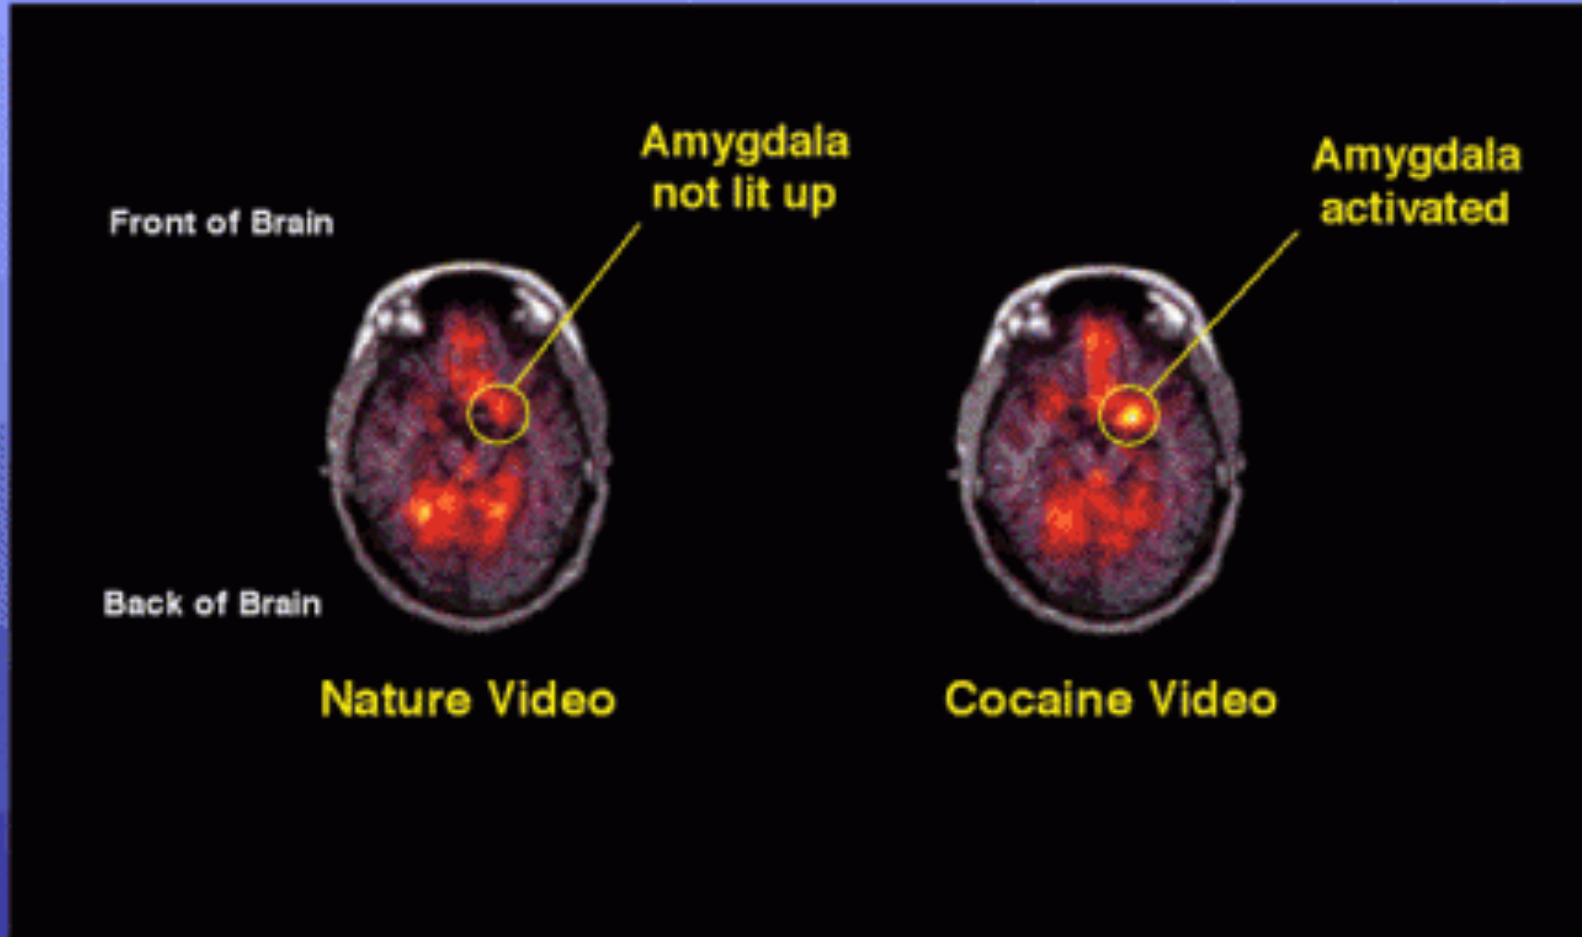 Amygdala
not lit up
Amygdala
activated
Front of Brain
Back of Brain
Nature Video
Cocaine Video